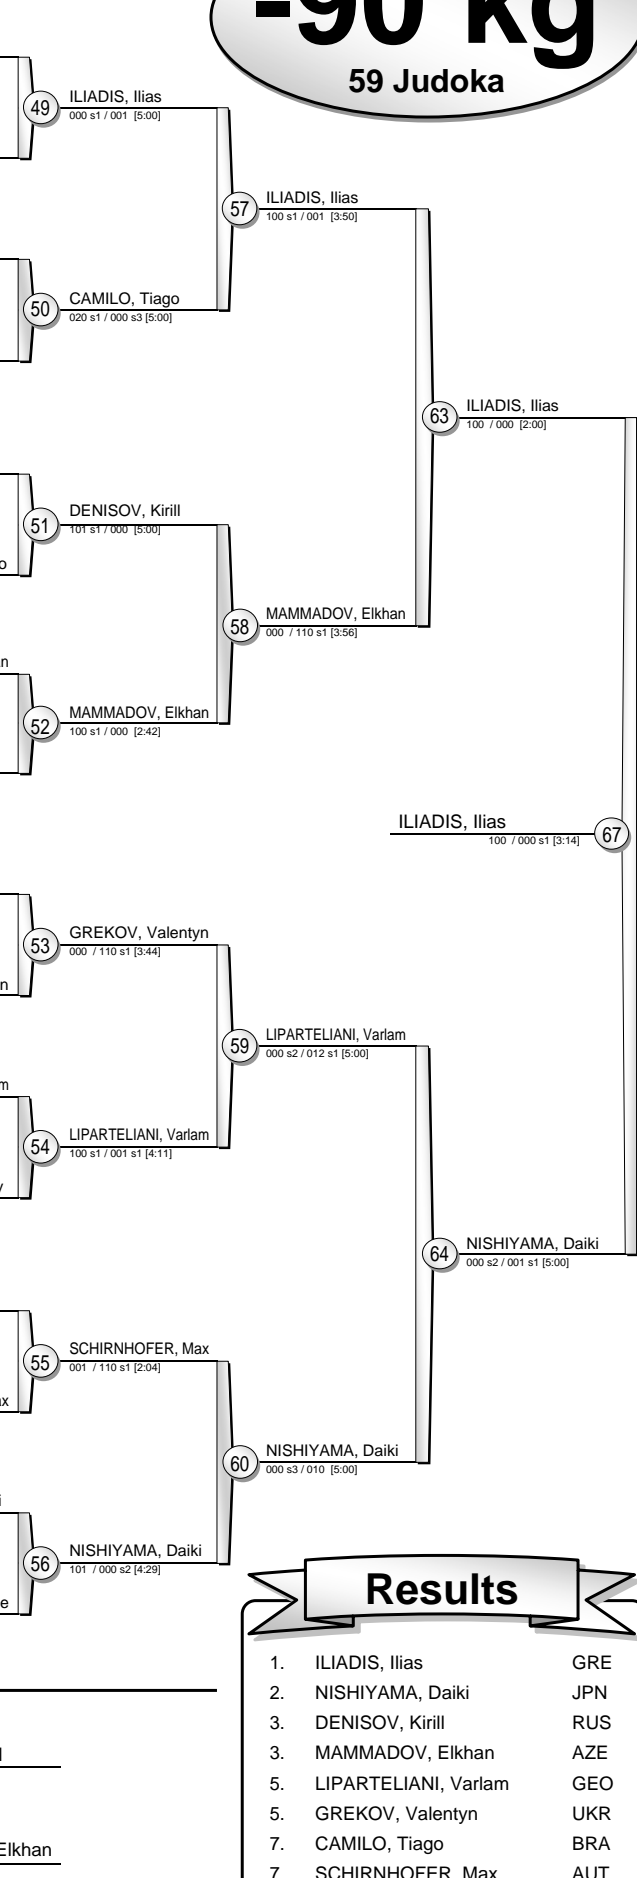 -90 kg
59 Judoka
49
ILIADIS, Ilias
000 s1 / 001 [5:00]
57
ILIADIS, Ilias
100 s1 / 001 [3:50]
50
CAMILO, Tiago
020 s1 / 000 s3 [5:00]
63
ILIADIS, Ilias
100 / 000 [2:00]
51
DENISOV, Kirill
101 s1 / 000 [5:00]
o
58
MAMMADOV, Elkhan
000 / 110 s1 [3:56]
n
52
MAMMADOV, Elkhan
100 s1 / 000 [2:42]
ILIADIS, Ilias
100 / 000 s1 [3:14]
67
53
GREKOV, Valentyn
000 / 110 s1 [3:44]
n
59
LIPARTELIANI, Varlam
000 s2 / 012 s1 [5:00]
m
54
LIPARTELIANI, Varlam
100 s1 / 001 s1 [4:11]
64
NISHIYAMA, Daiki
000 s2 / 001 s1 [5:00]
55
SCHIRNHOFER, Max
001 / 110 s1 [2:04]
x
60
NISHIYAMA, Daiki
000 s3 / 010 [5:00]
i
56
NISHIYAMA, Daiki
101 / 000 s2 [4:29]
e
Results
1. ILIADIS, Ilias GRE
2. NISHIYAMA, Daiki JPN
3. DENISOV, Kirill RUS
3. MAMMADOV, Elkhan AZE
5. LIPARTELIANI, Varlam GEO
5. GREKOV, Valentyn UKR
7. CAMILO, Tiago BRA
7. SCHIRNHOFER, Max AUT
Elkhan